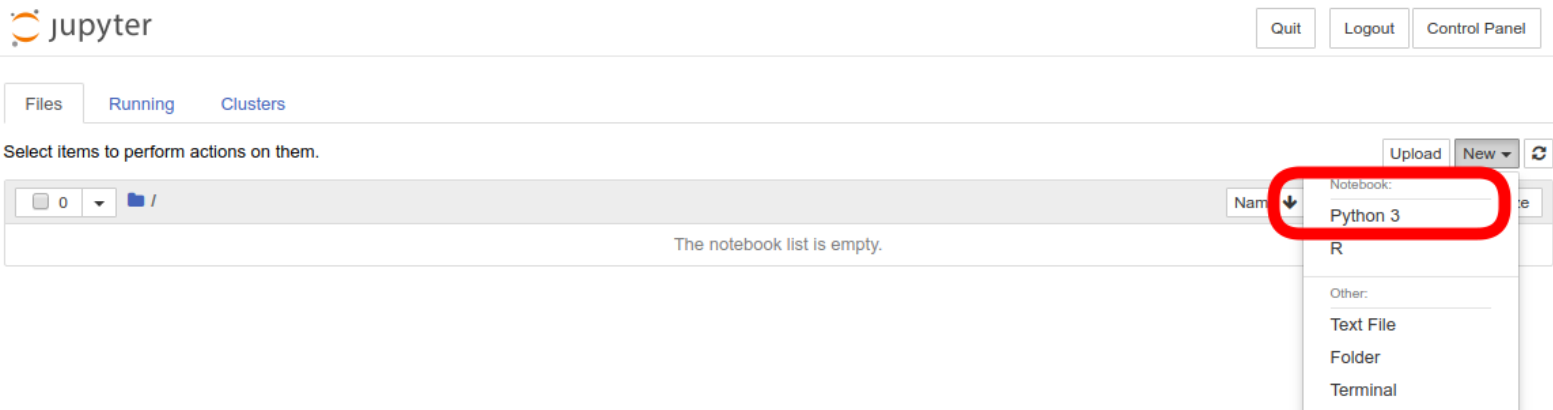 jupyter
Quit Logout Control Panel
Files Running Clusters
Select items to perform actions on them.
Upload New
0 / Nam
Notebook:
Python 3
R
The notebook list is empty.
Other:
Text File
Folder
Terminal